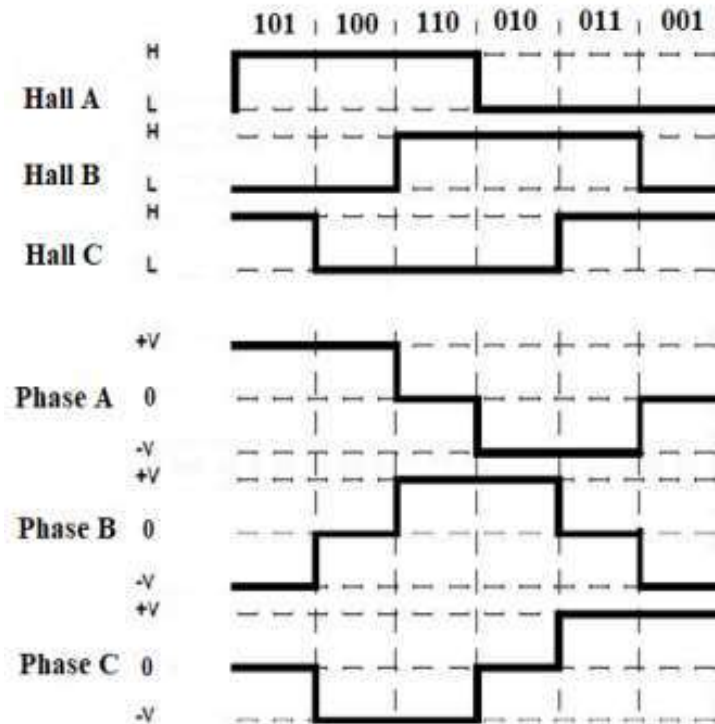 101 | 100 | 110 | 010 | 011 | 001
H
Hall A
L
H
Hall B
L
H
Hall C
L
+V
Phase A 0
-V
+V
Phase B 0
-V
+V
Phase C 0
-V